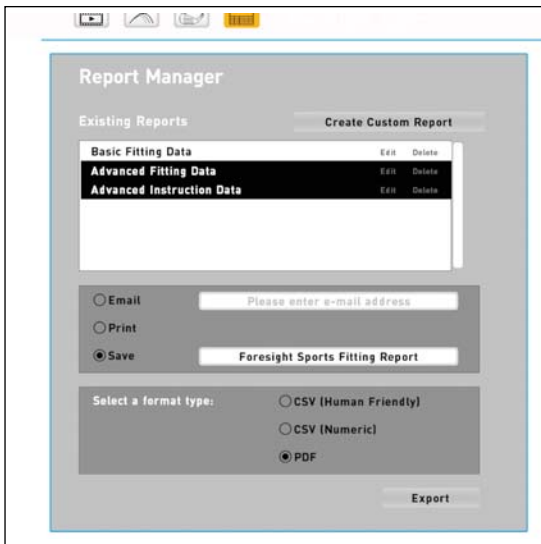 Report Manager
Existing Reports Create Custom Report
Basic Fitting Data Edit Delete
Advanced Fitting Data Edit Delete
Advanced Instruction Data Edit Delete
Email Please enter e-mail address
Print
Save Foresight Sports Fitting Report
Select a format type: CSV (Human Friendly)
CSV (Numeric)
PDF
Export